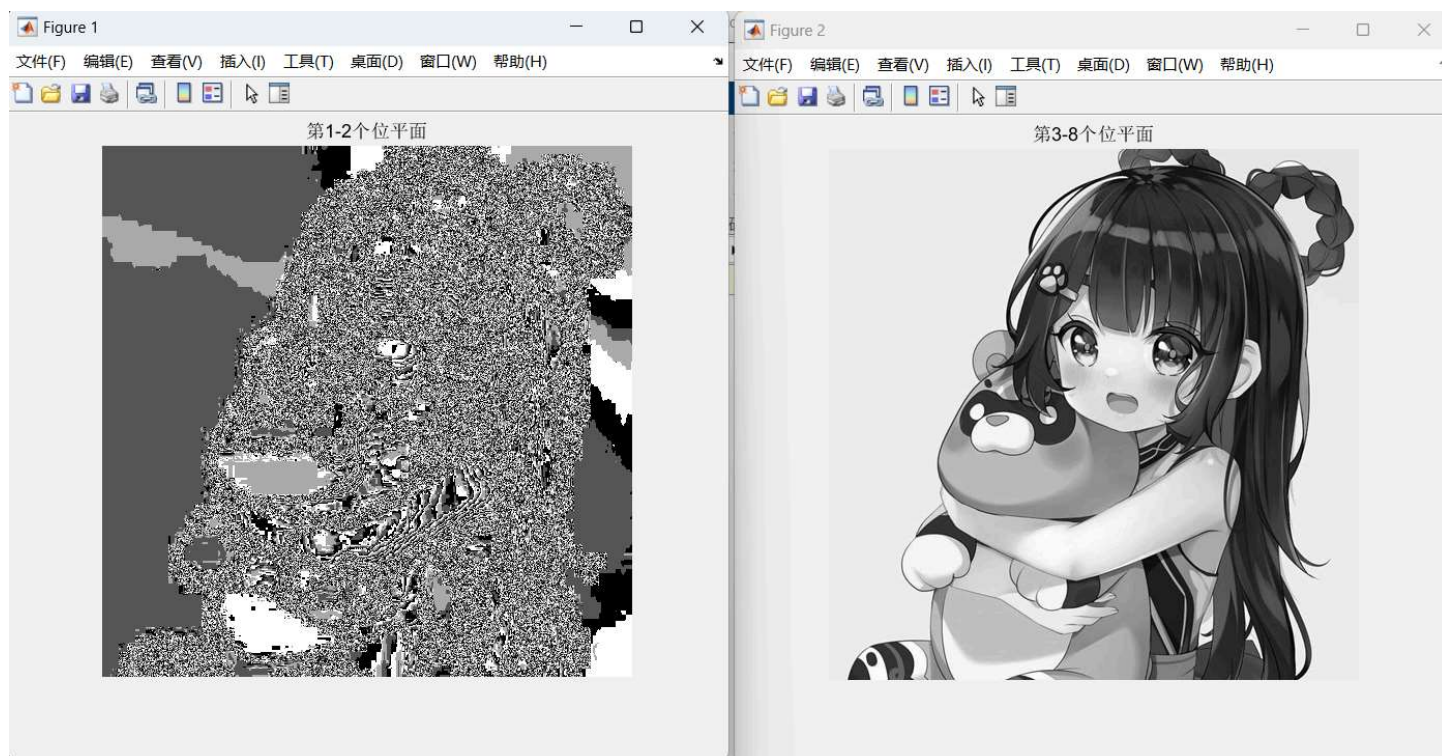 Figure 1
文件(F) 编辑(E) 查看(V) 插入(I) 工具(T) 桌面(D) 窗口(W) 帮助(H)
第1-2个位平面
Figure 2
文件(F) 编辑(E) 查看(V) 插入(I) 工具(T) 桌面(D) 窗口(W) 帮助(H)
第3-8个位平面